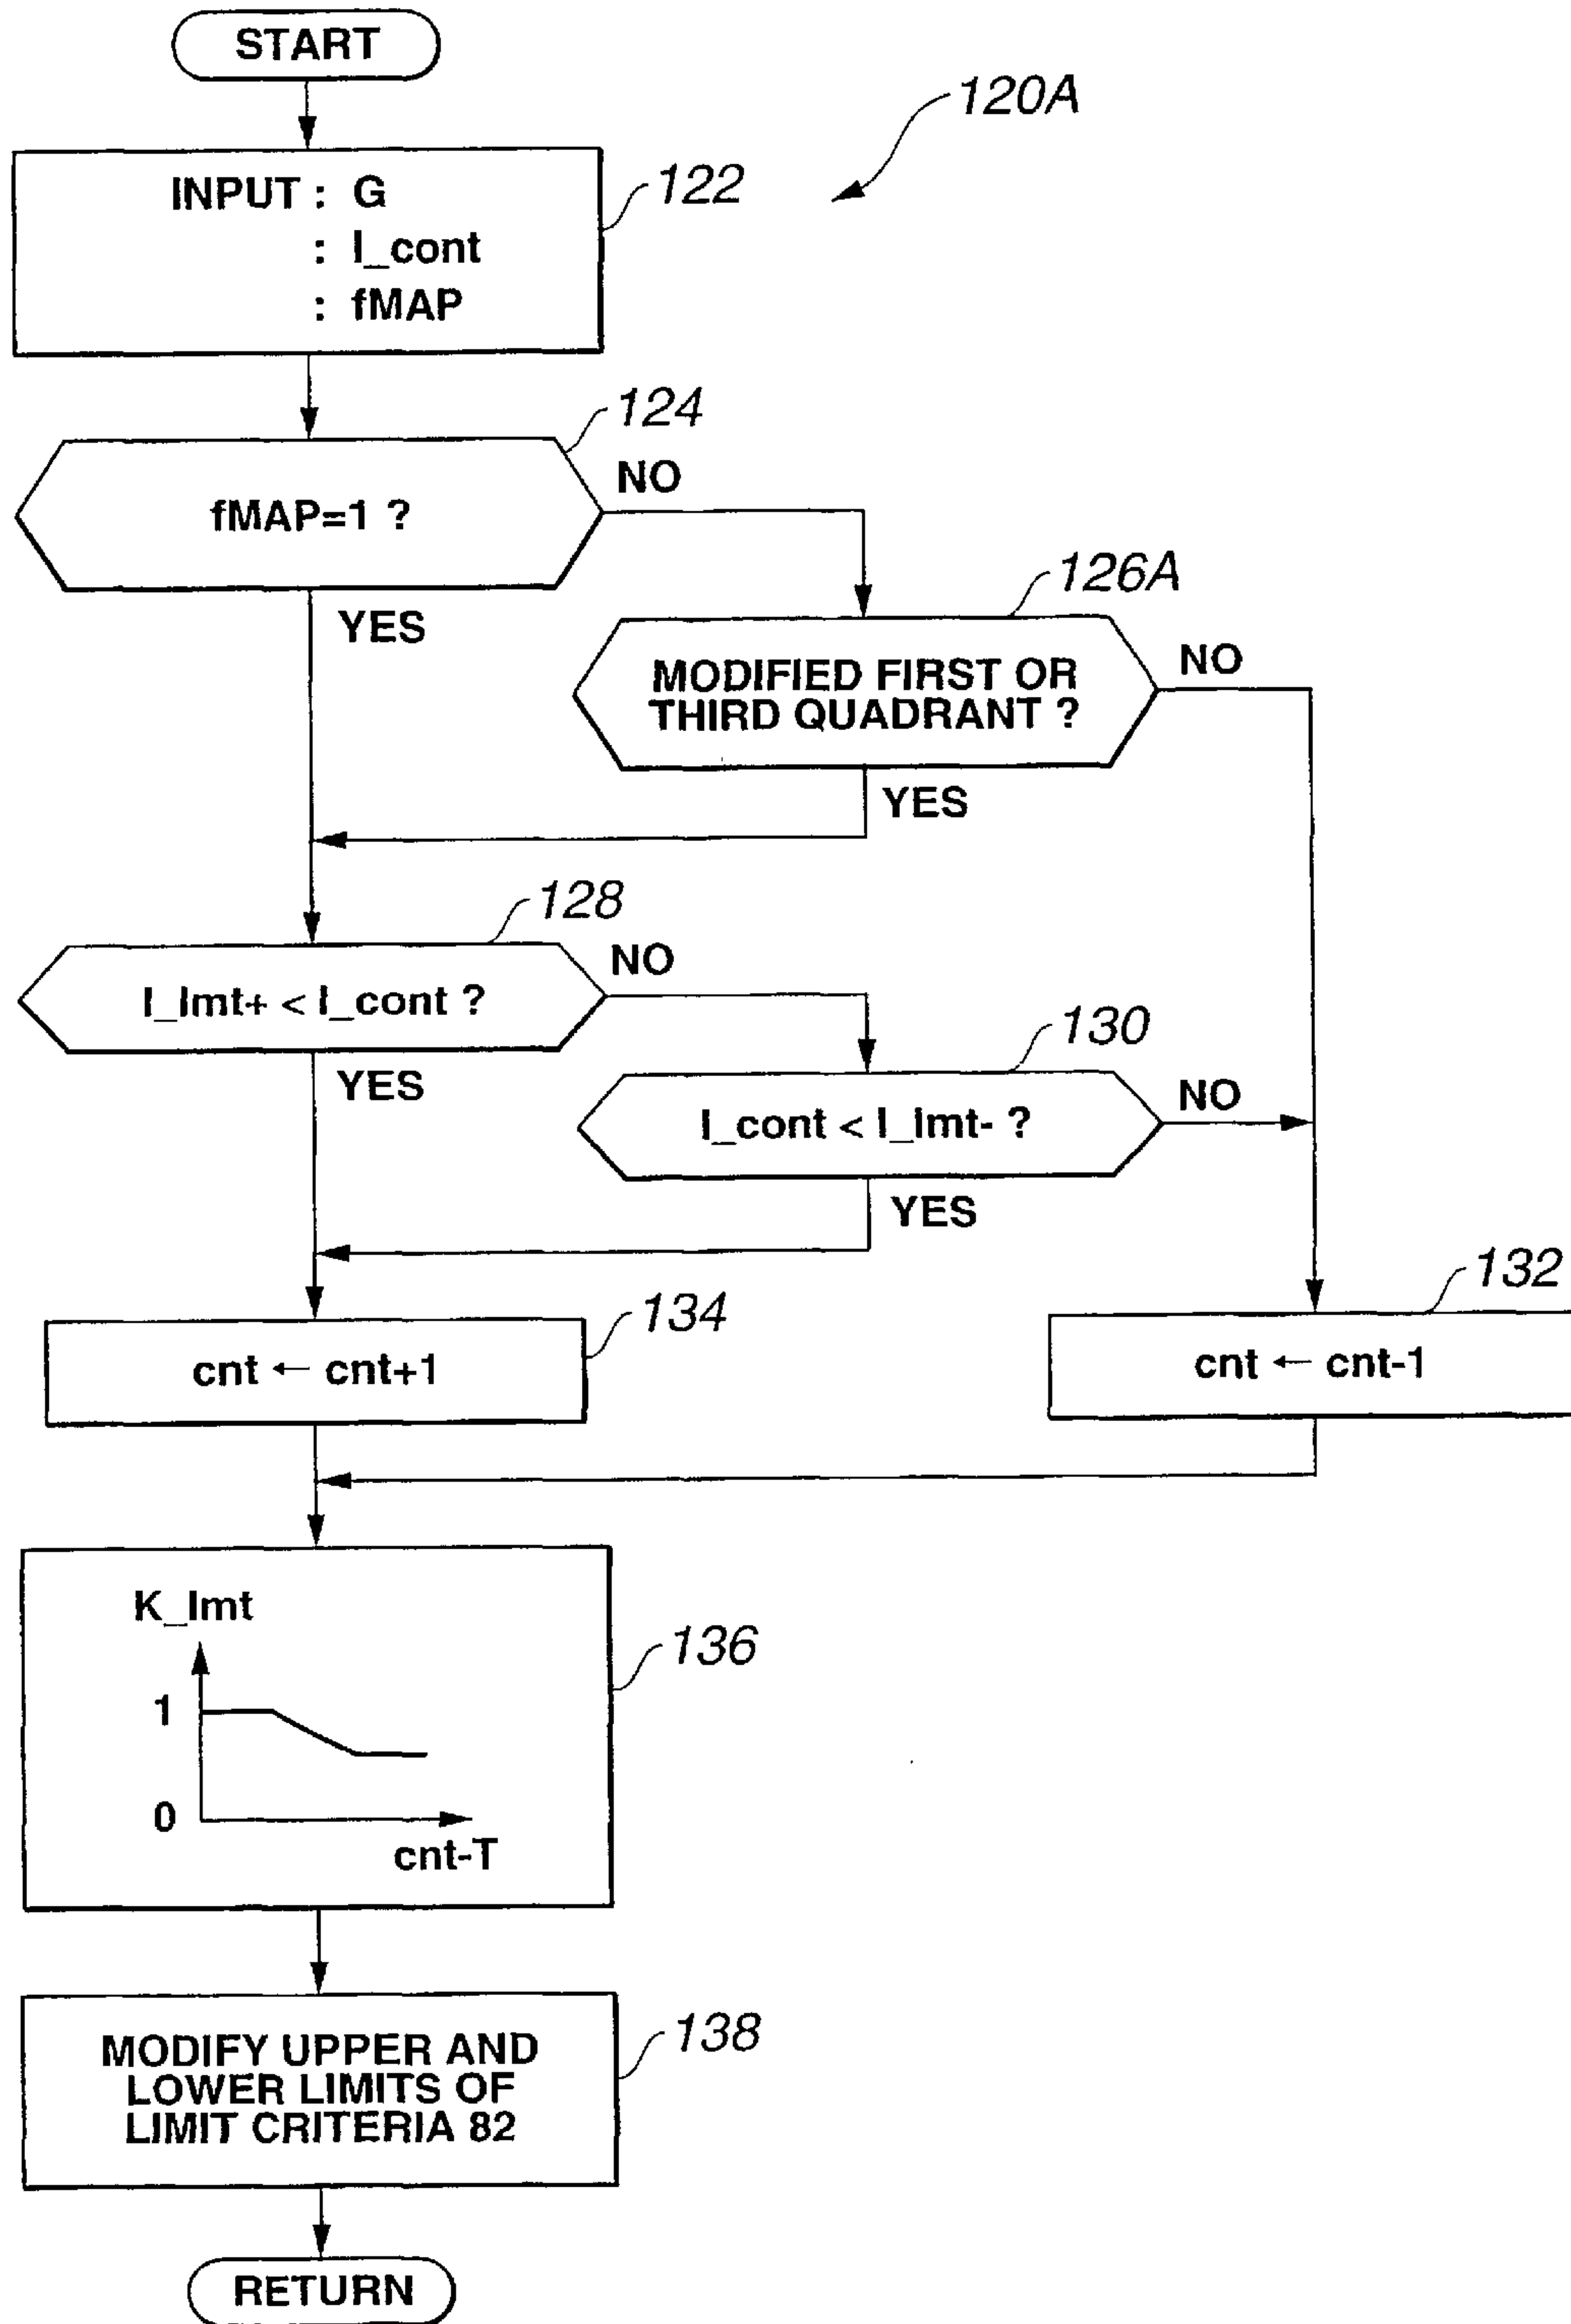 START
120A
INPUT : G
: I_cont
: fMAP
122
124
fMAP=1 ?
NO
YES
126A
MODIFIED FIRST OR
THIRD QUADRANT ?
NO
YES
128
I_lmt+ < I_cont ?
NO
YES
130
I_cont < I_lmt- ?
NO
YES
134
cnt ← cnt+1
132
cnt ← cnt-1
136
K_lmt
1
0
cnt-T
138
MODIFY UPPER AND
LOWER LIMITS OF
LIMIT CRITERIA 82
RETURN